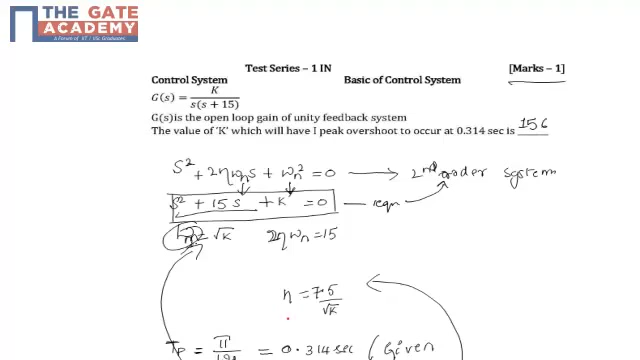 THE GATE
ACADEMY
A Forum of IIT / IISc Graduates
Test Series – 1 IN
[Marks – 1]
Control System
Basic of Control System
G(s) = K / s(s + 15)
G(s)is the open loop gain of unity feedback system
The value of 'K' which will have I peak overshoot to occur at 0.314 sec is 156
s² + 2ηωₙs + ωₙ² = 0 → 2nd order system
s² + 15 s + K = 0 — reqn
= √K 2ηωₙ = 15
η = 7.5 / √K
Tp = π / = 0.314 sec ( Given